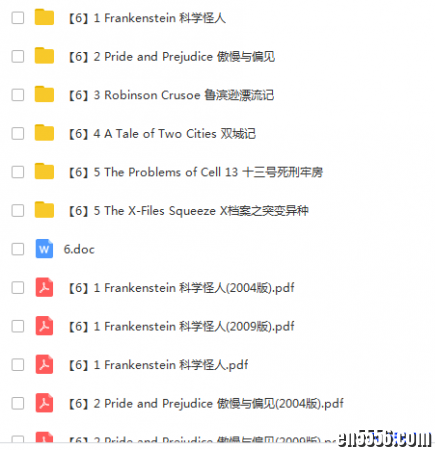 【6】1 Frankenstein 科学怪人
【6】2 Pride and Prejudice 傲慢与偏见
【6】3 Robinson Crusoe 鲁滨逊漂流记
【6】4 A Tale of Two Cities 双城记
【6】5 The Problems of Cell 13 十三号死刑牢房
【6】5 The X-Files Squeeze X档案之突变异种
W 6.doc
【6】1 Frankenstein 科学怪人(2004版).pdf
【6】1 Frankenstein 科学怪人(2009版).pdf
【6】1 Frankenstein 科学怪人.pdf
【6】2 Pride and Prejudice 傲慢与偏见(2004版).pdf
【6】2 Pride and Prejudice 傲慢与偏见(2009版).pdf
en5556.com